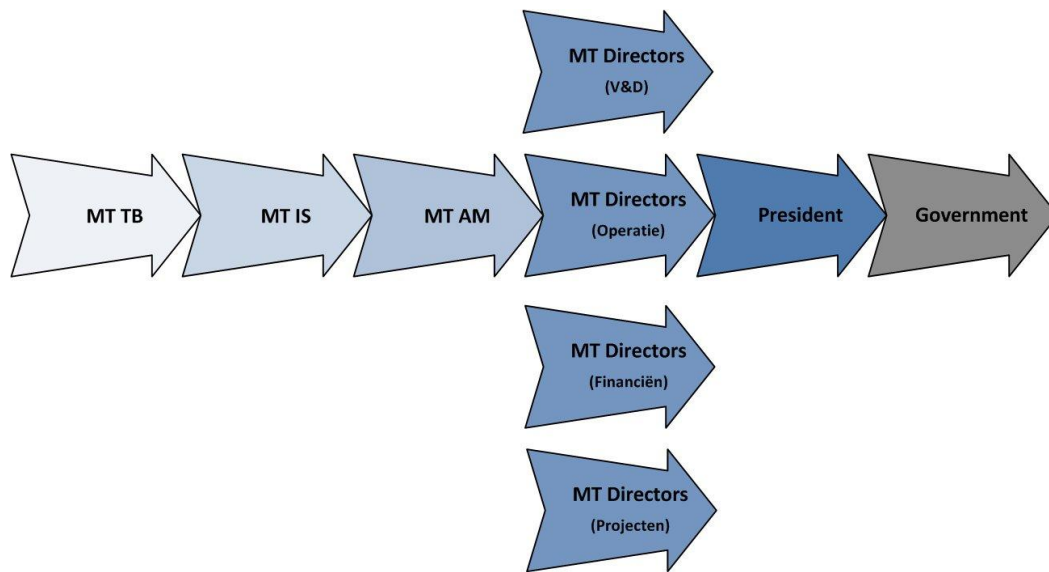 MT Directors
(V&D)
MT TB
MT IS
MT AM
MT Directors
(Operatie)
President
Government
MT Directors
(Financiën)
MT Directors
(Projecten)